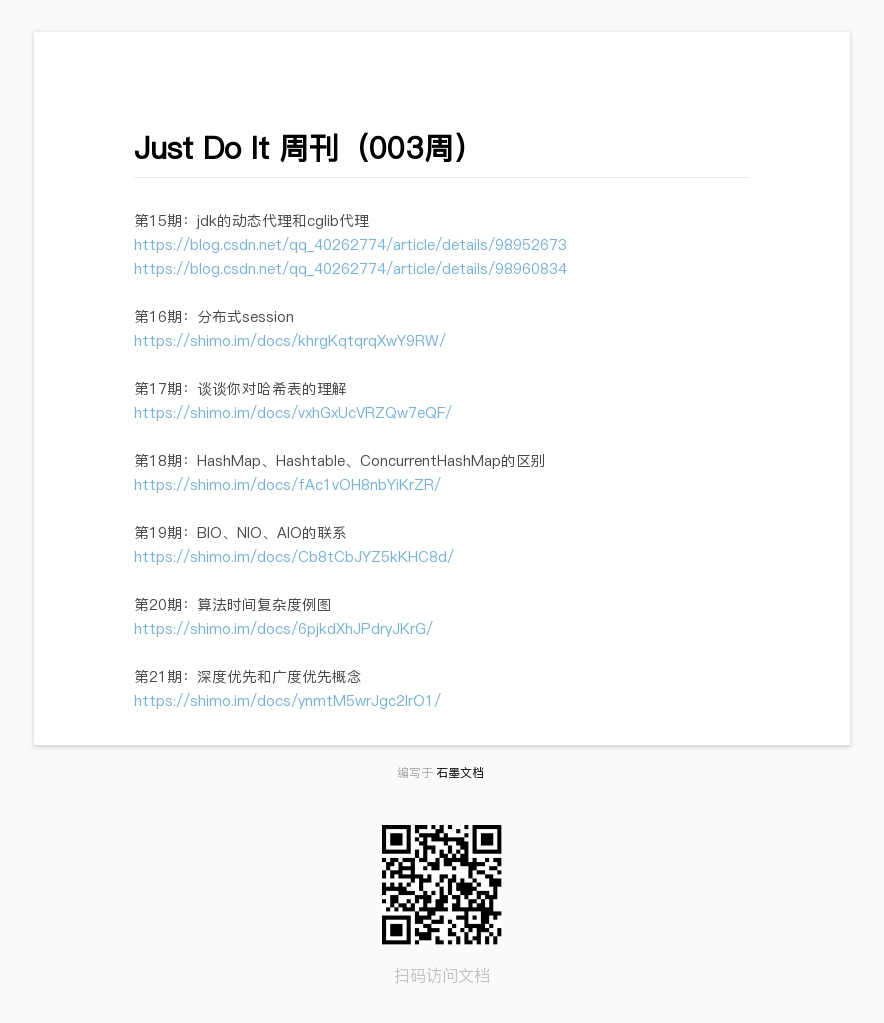 Just Do It 周刊（003周）
第15期：jdk的动态代理和cglib代理
https://blog.csdn.net/qq_40262774/article/details/98952673
https://blog.csdn.net/qq_40262774/article/details/98960834
第16期：分布式session
https://shimo.im/docs/khrgKqtqrqXwY9RW/
第17期：谈谈你对哈希表的理解
https://shimo.im/docs/vxhGxUcVRZQw7eQF/
第18期：HashMap、Hashtable、ConcurrentHashMap的区别
https://shimo.im/docs/fAc1vOH8nbYiKrZR/
第19期：BIO、NIO、AIO的联系
https://shimo.im/docs/Cb8tCbJYZ5kKHC8d/
第20期：算法时间复杂度例图
https://shimo.im/docs/6pjkdXhJPdryJKrG/
第21期：深度优先和广度优先概念
https://shimo.im/docs/ynmtM5wrJgc2lrO1/
编写于 石墨文档
扫码访问文档